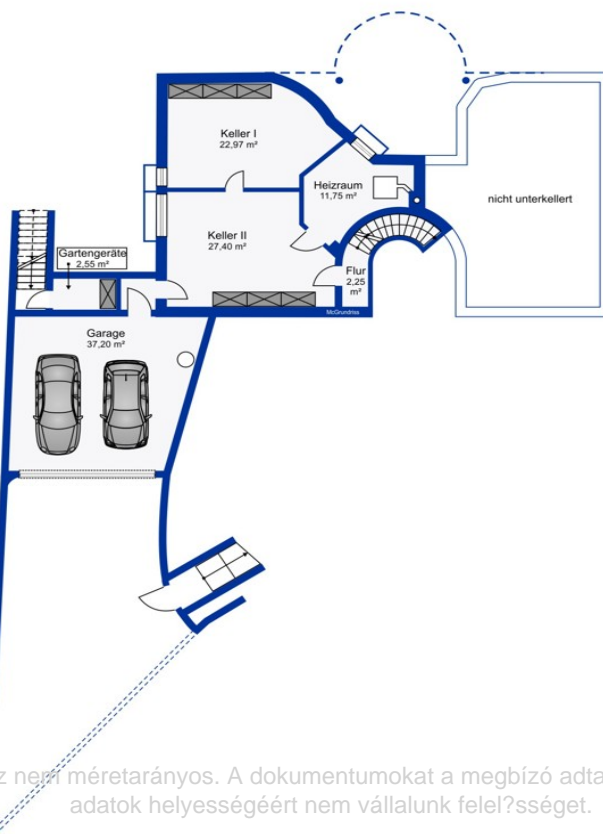 Keller I
22,97 m²
Heizraum
11,75 m²
nicht unterkellert
Keller II
27,40 m²
Gartengeräte
2,55 m²
Flur
2,25
m²
McGrundriss
Garage
37,20 m²
z nem méretarányos. A dokumentumokat a megbízó adta
adatok helyességéért nem vállalunk felel?sséget.